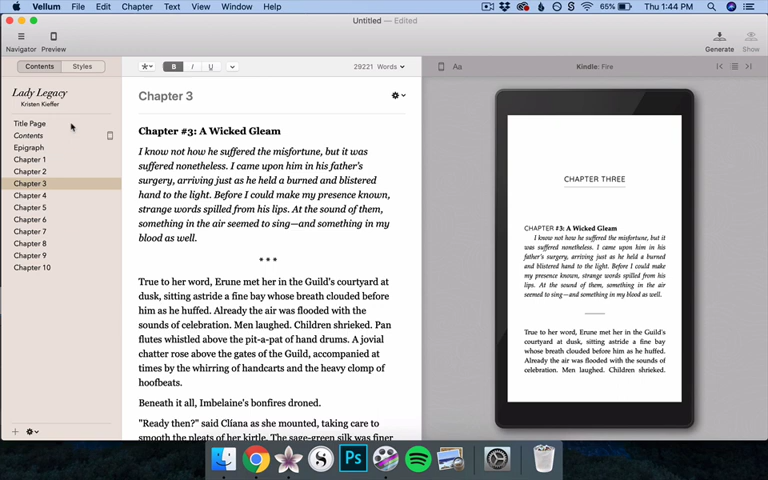 Vellum File Edit Chapter Text View Window Help 65% Thu 1:44 PM
Untitled — Edited
Navigator Preview Generate Show
Contents Styles B I U 29221 Words Aa Kindle: Fire
Lady Legacy
Kristen Kieffer
Title Page
Contents
Epigraph
Chapter 1
Chapter 2
Chapter 3
Chapter 4
Chapter 5
Chapter 6
Chapter 7
Chapter 8
Chapter 9
Chapter 10
Chapter 3
Chapter #3: A Wicked Gleam
I know not how he suffered the misfortune, but it was
suffered nonetheless. I came upon him in his father's
surgery, arriving just as he held a burned and blistered
hand to the light. Before I could make my presence known,
strange words spilled from his lips. At the sound of them,
something in the air seemed to sing—and something in my
blood as well.
***
True to her word, Erune met her in the Guild's courtyard at
dusk, sitting astride a fine bay whose breath clouded before
him as he huffed. Already the air was flooded with the
sounds of celebration. Men laughed. Children shrieked. Pan
flutes whistled above the pit-a-pat of hand drums. A jovial
chatter rose above the gates of the Guild, accompanied at
times by the whirring of handcarts and the heavy clomp of
hoofbeats.
Beneath it all, Imbelaine's bonfires droned.
"Ready then?" said Clíana as she mounted, taking care to
smooth the pleats of her kirtle. The sage-green silk was finer
CHAPTER THREE
CHAPTER #3: A Wicked Gleam
I know not how he suffered the misfortune, but it
was suffered nonetheless. I came upon him in his
father's surgery, arriving just as he held a burned
and blistered hand to the light. Before I could make
my presence known, strange words spilled from his
lips. At the sound of them, something in the air
seemed to sing—and something in my blood as well.
True to her word, Erune met her in the Guild's
courtyard at dusk, sitting astride a fine bay whose
breath clouded before him as he huffed. Already
the air was flooded with the sounds of celebration.
Men laughed. Children shrieked.
S Ps